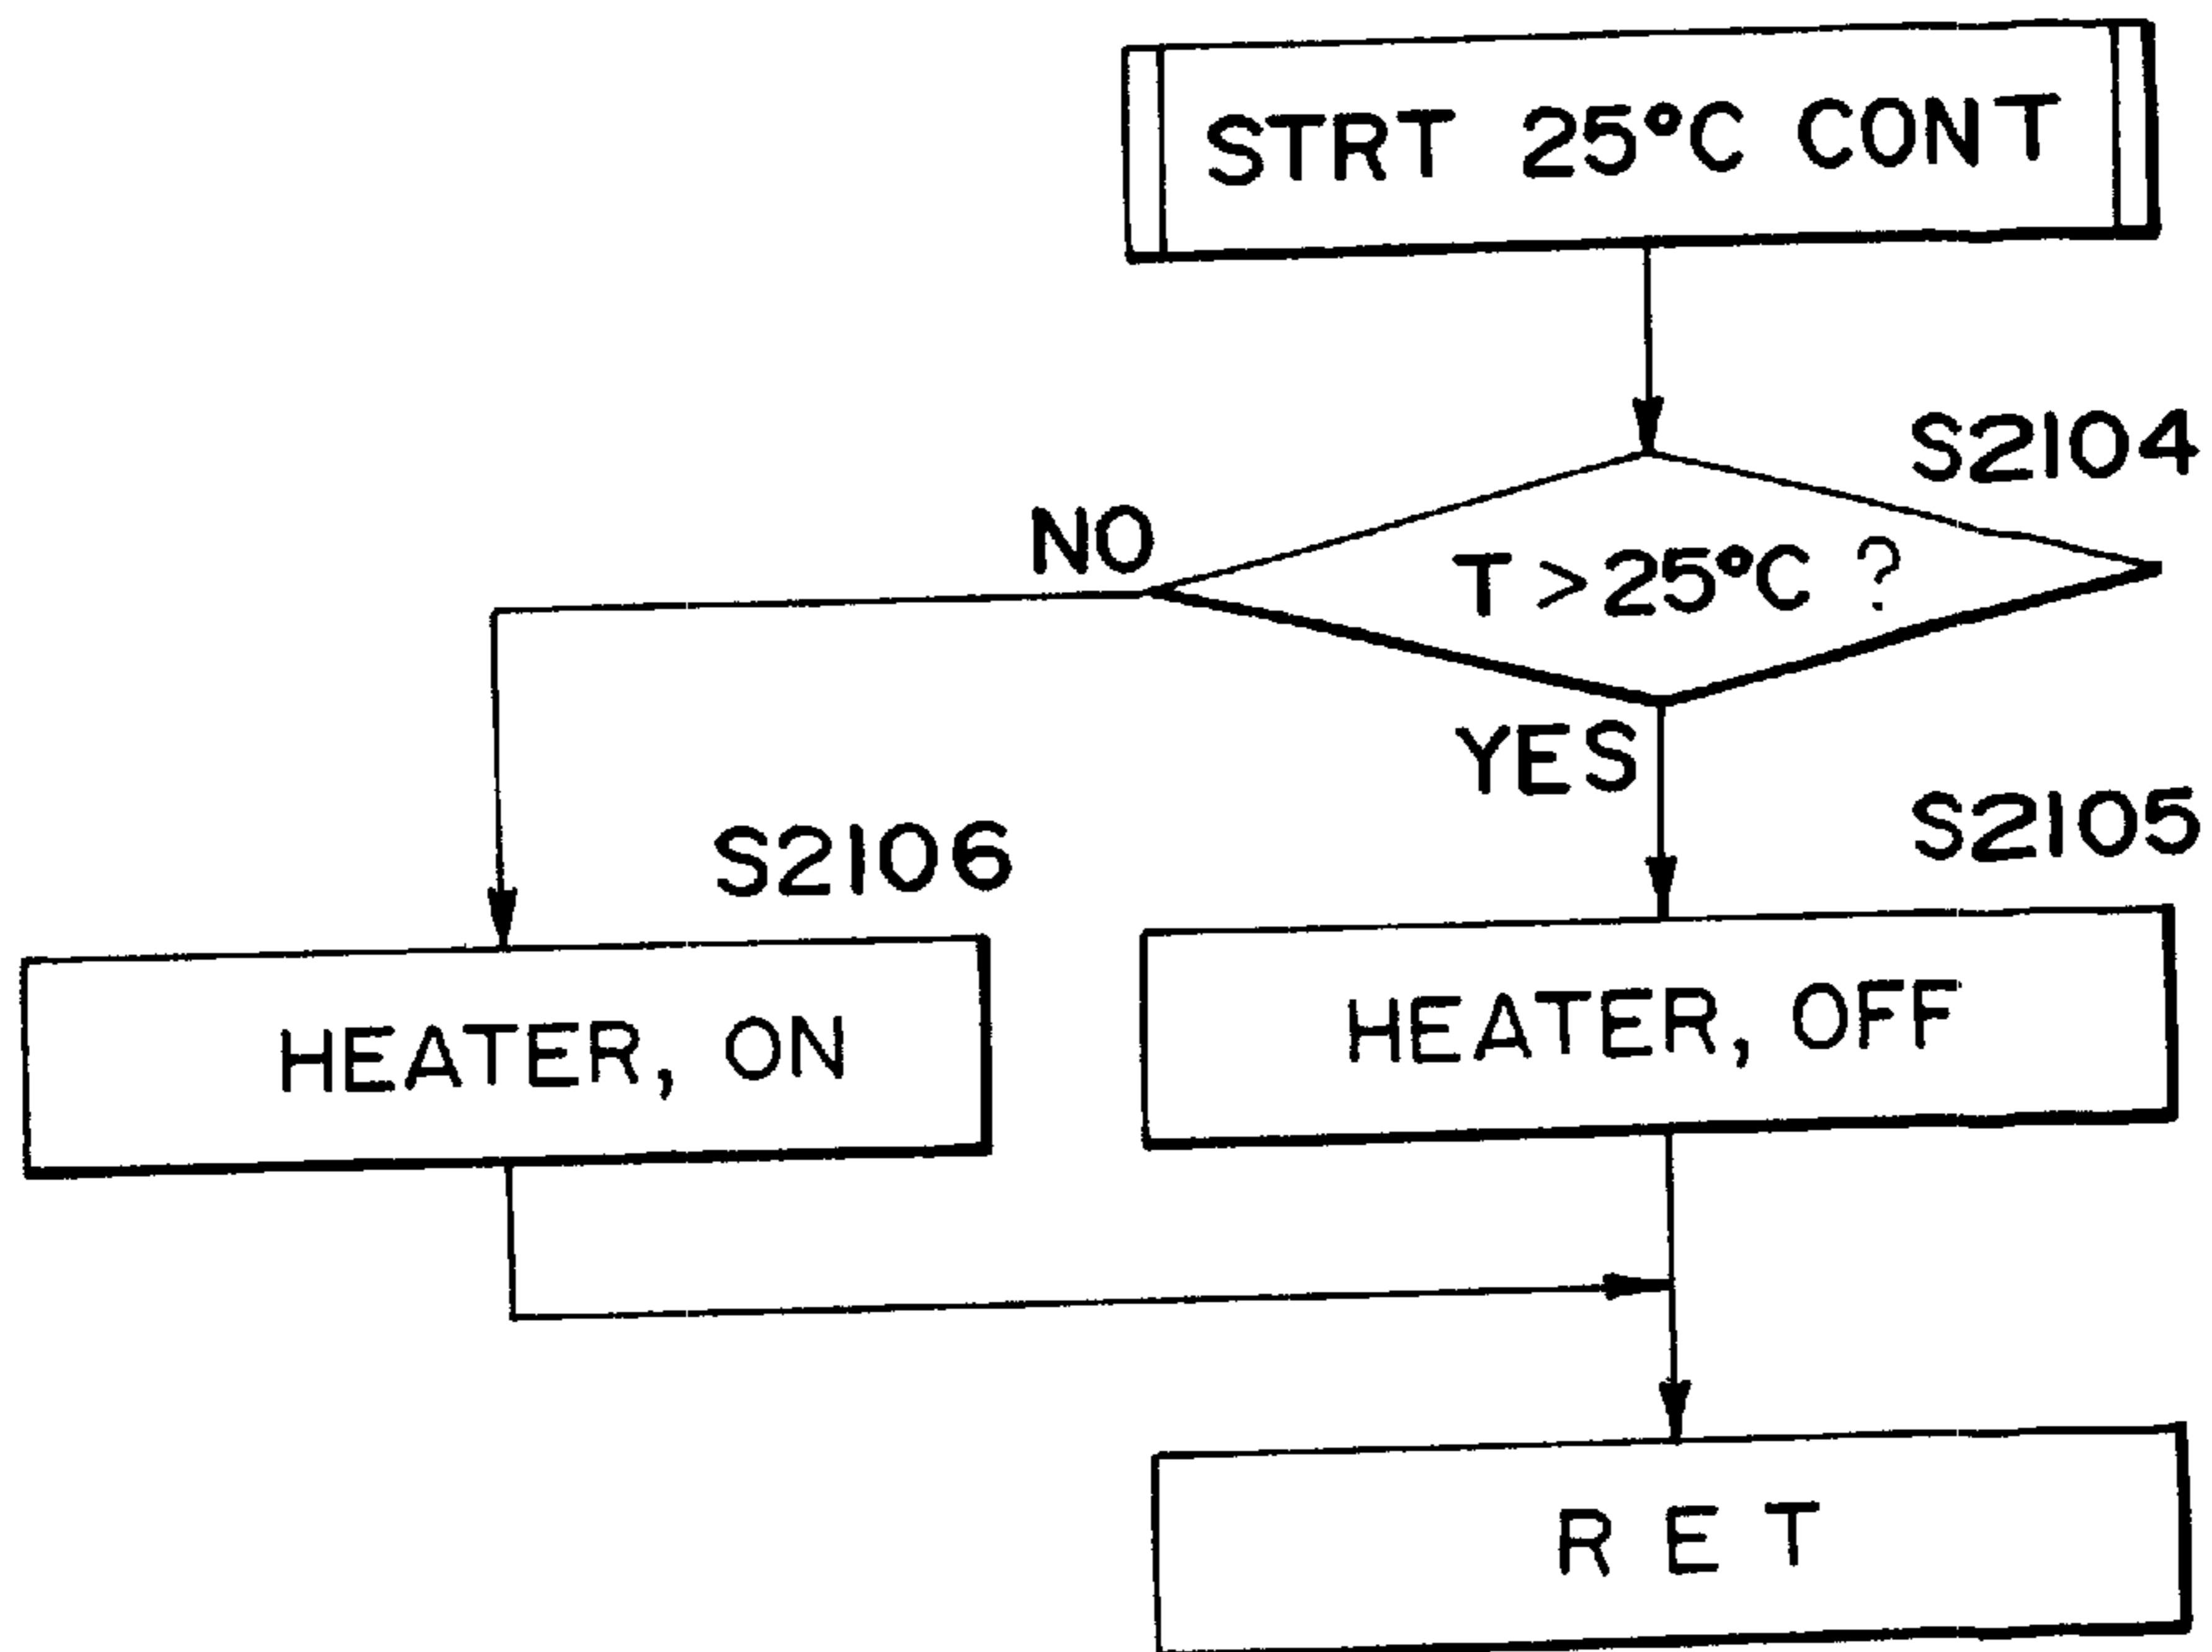 STRT 25°C CONT
S2104
NO
T>25°C ?
YES
S2105
S2106
HEATER, ON
HEATER, OFF
RET